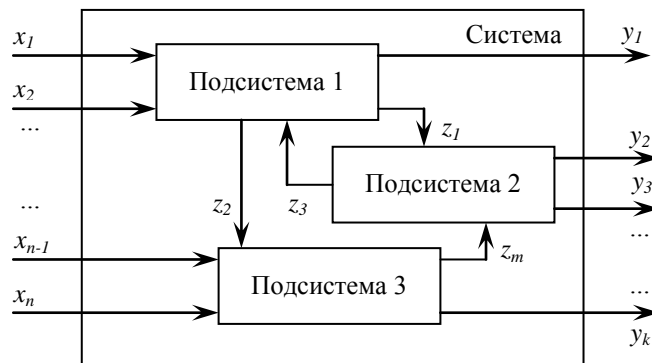 x1
Система
y1
Подсистема 1
x2
...
z1
y2
Подсистема 2
y3
...
z2
z3
...
xn-1
zm
Подсистема 3
...
xn
yk